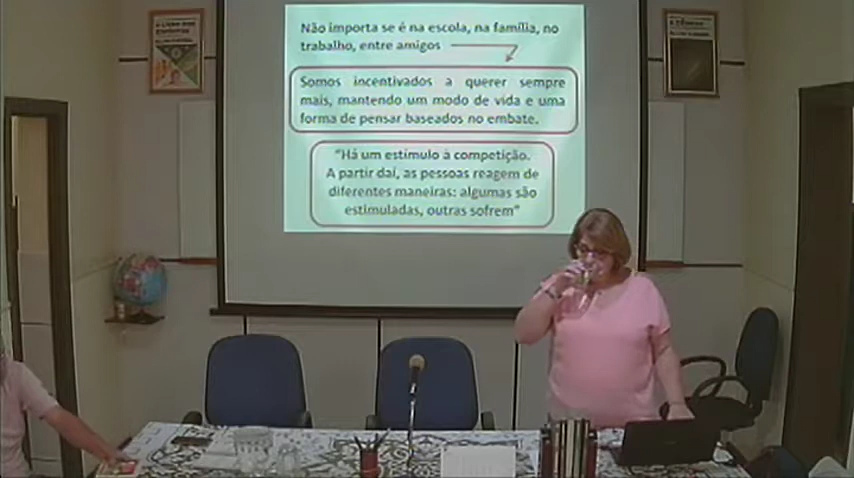 Não importa se é na escola, na família, no
trabalho, entre amigos
Somos incentivados a querer sempre
mais, mantendo um modo de vida e uma
forma de pensar baseados no embate.
"Há um estímulo à competição.
A partir daí, as pessoas reagem de
diferentes maneiras: algumas são
estimuladas, outras sofrem"